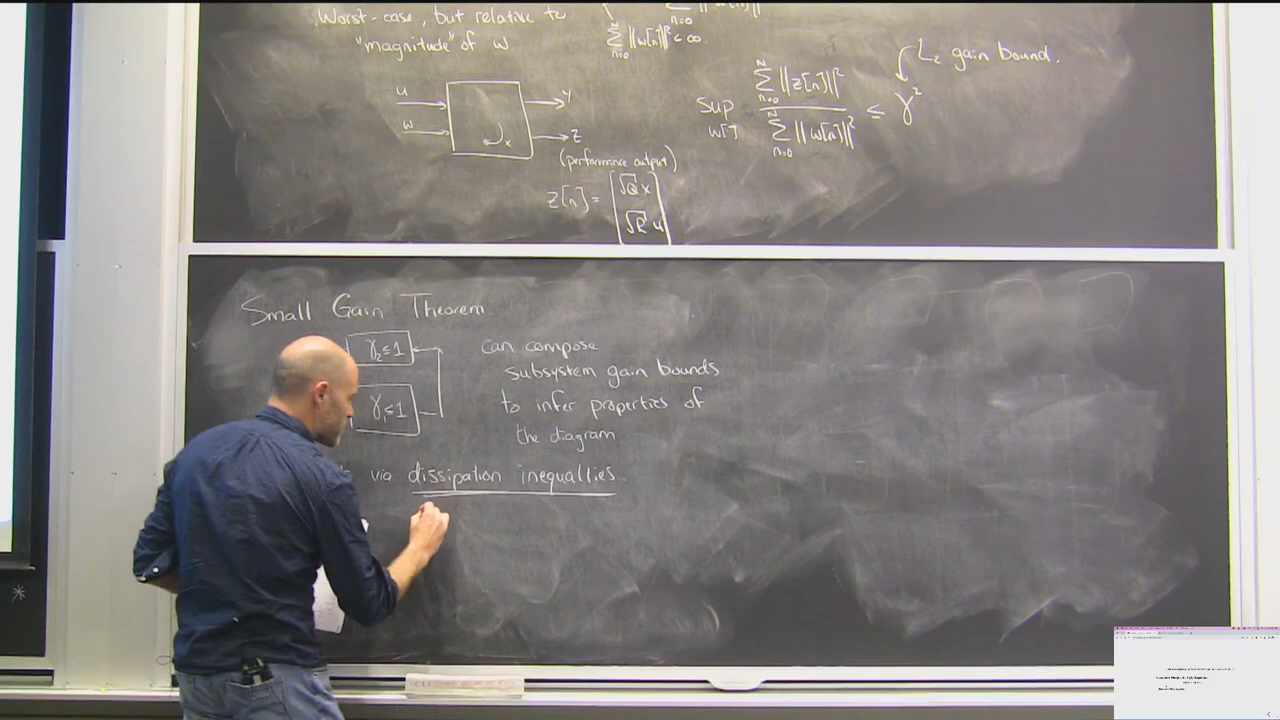 Worst-case, but relative to
"magnitude" of w
∑ ||w[n]||² < ∞
n=0
u
w
x
y
z
(performance output)
z[n] = [√Q x
√R u]
sup
w[·]
N
∑ ||z[n]||²
n=0
N
∑ ||w[n]||²
n=0
≤ γ²
L₂ gain bound.
Small Gain Theorem
γ₂ ≤ 1
γ₁ ≤ 1
can compose
subsystem gain bounds
to infer properties of
the diagram
via dissipation inequalties.